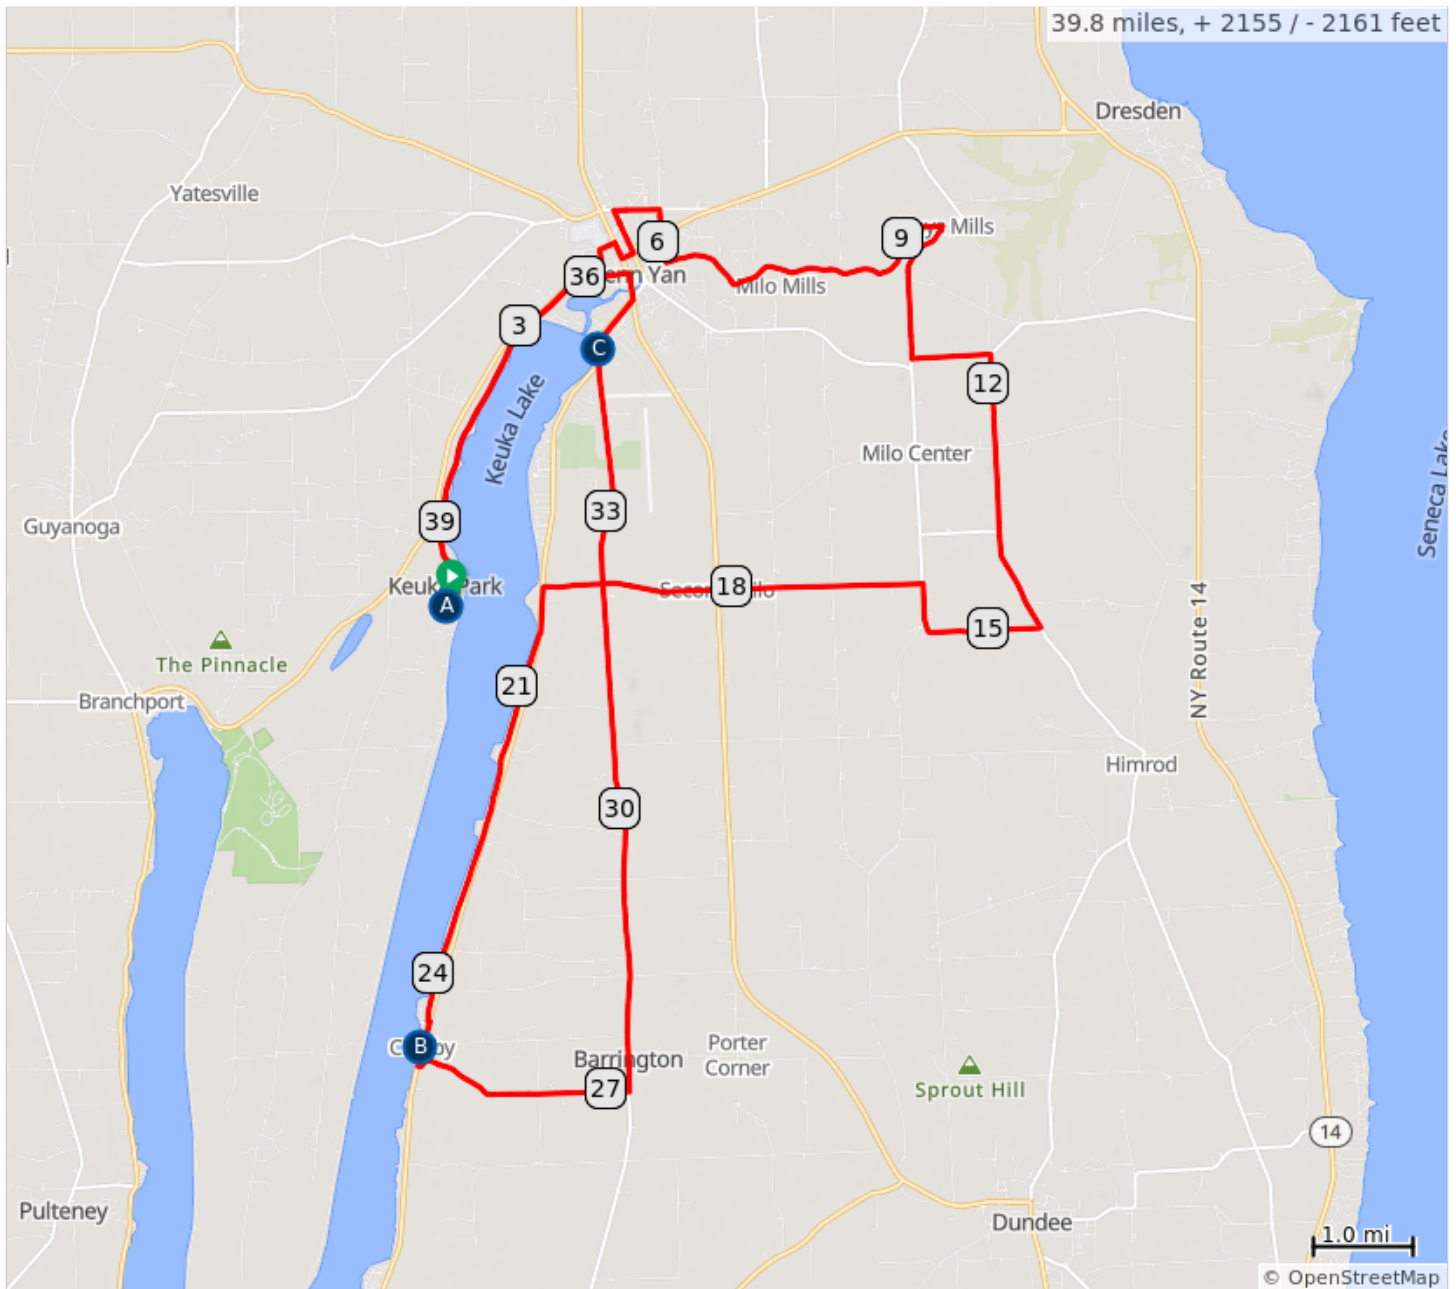 39.8 miles, + 2155 / - 2161 feet
Dresden
Yatesville
6
9
Mills
36
Yan
Milo Mills
3
C
12
Keuka Lake
Milo Center
Seneca Lake
39
33
Guyanoga
Keuka Park
A
18
15
The Pinnacle
NY Route 14
21
Branchport
Himrod
30
24
B
Barrington
Porter
Corner
27
Sprout Hill
14
Pulteney
Dundee
1.0 mi
© OpenStreetMap